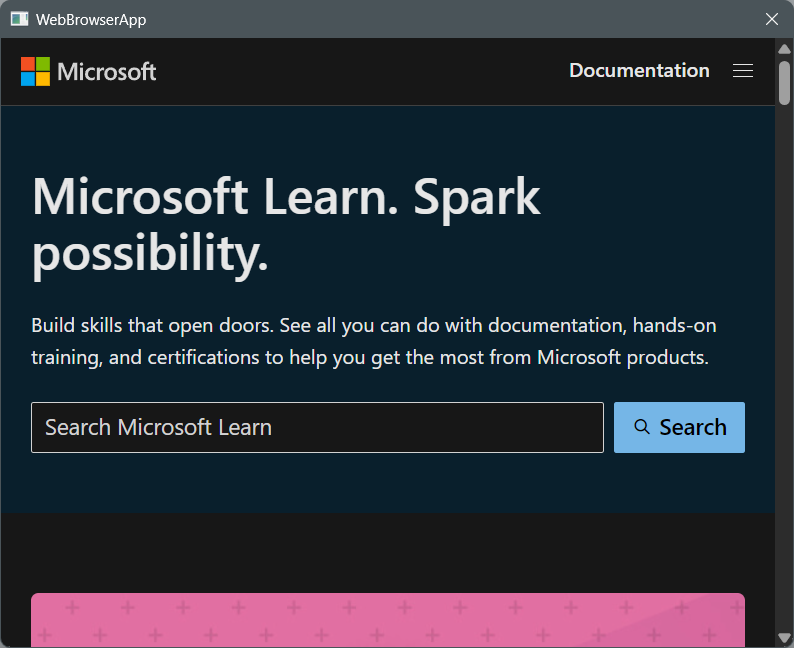 WebBrowserApp
Microsoft
Documentation
Microsoft Learn. Spark
possibility.
Build skills that open doors. See all you can do with documentation, hands-on
training, and certifications to help you get the most from Microsoft products.
Search Microsoft Learn
Search